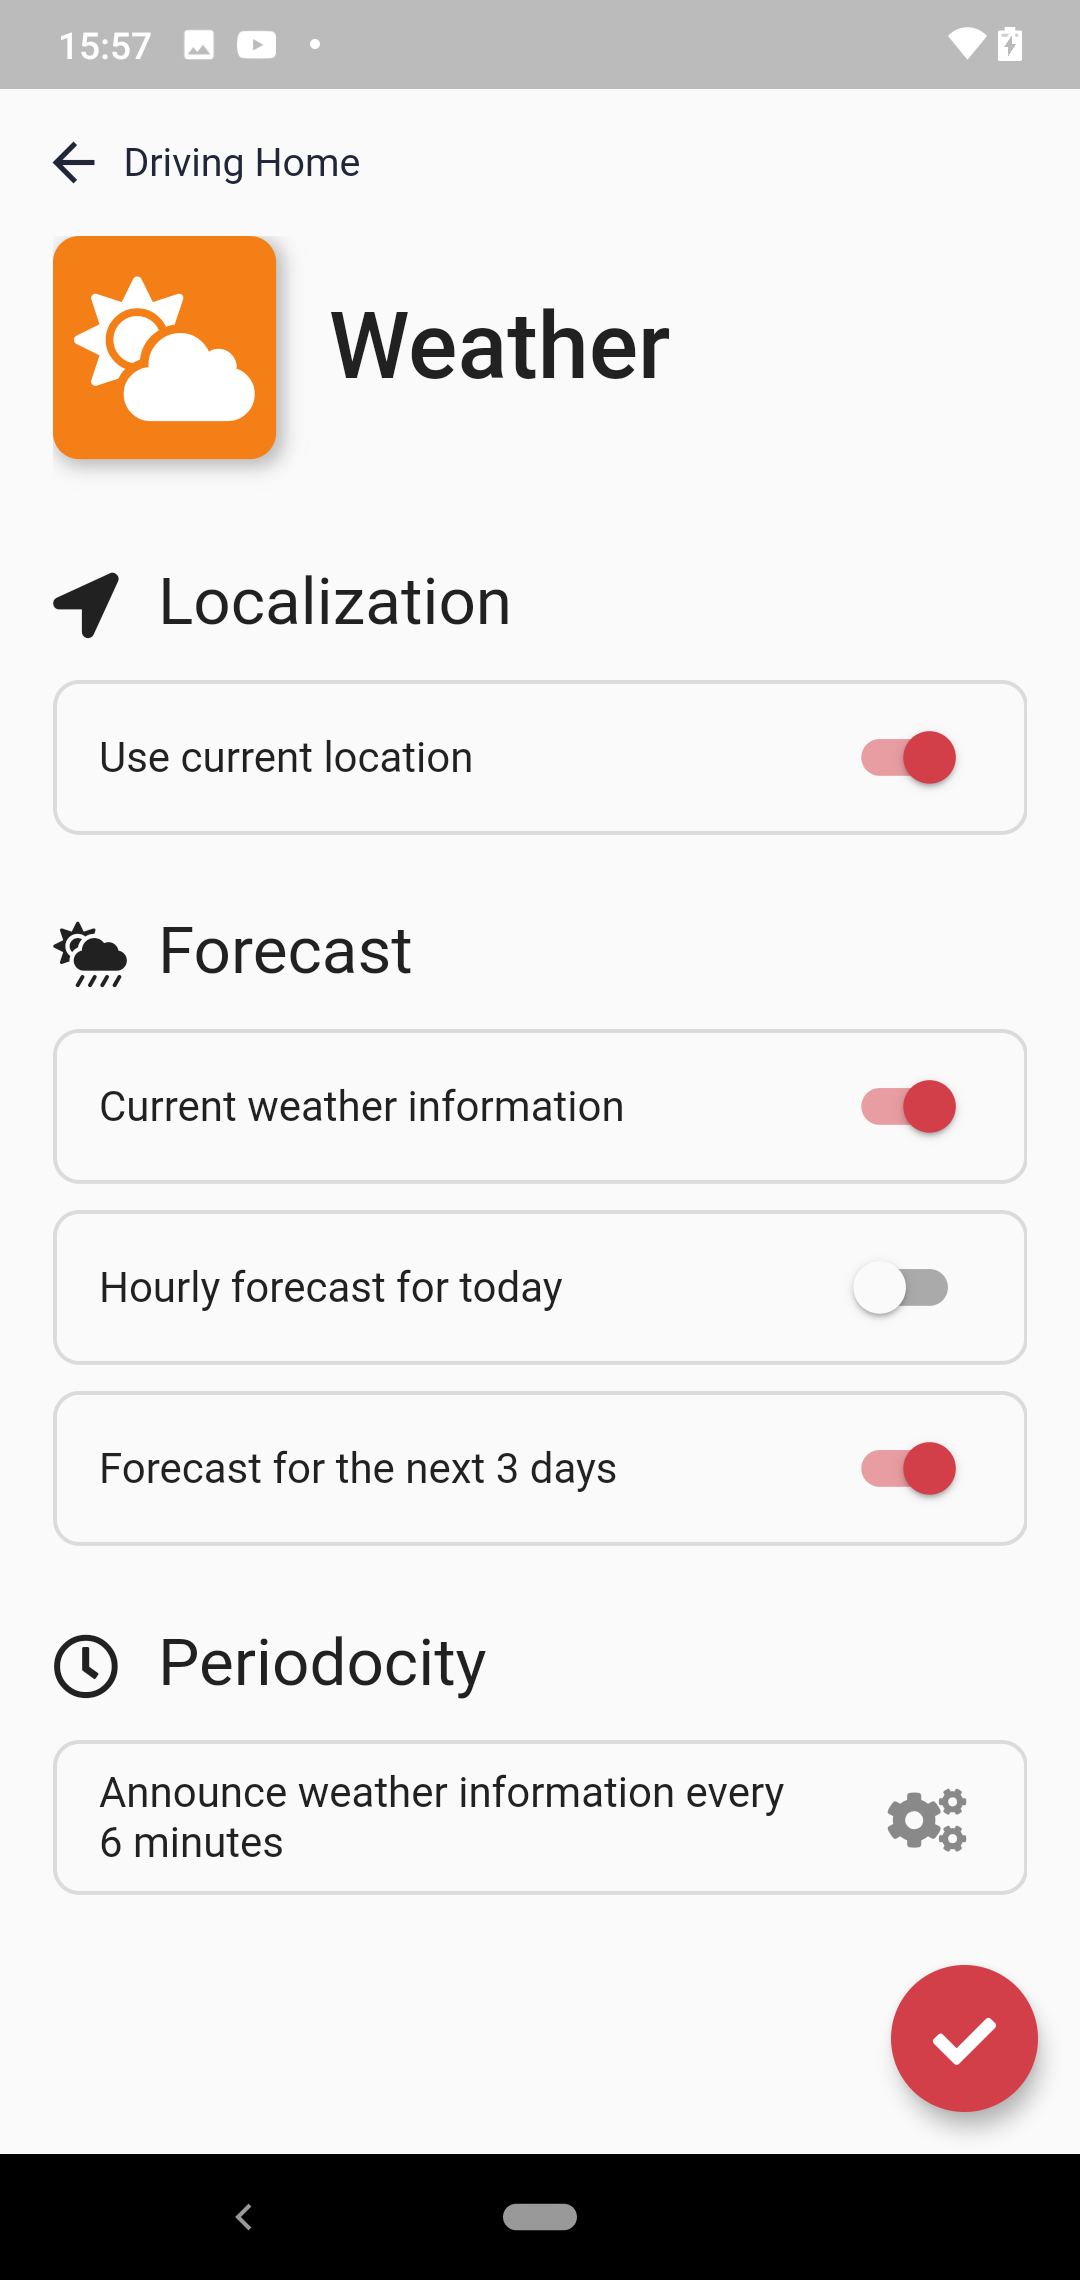 15:57
Driving Home
Weather
Localization
Use current location
Forecast
Current weather information
Hourly forecast for today
Forecast for the next 3 days
Periodocity
Announce weather information every
6 minutes